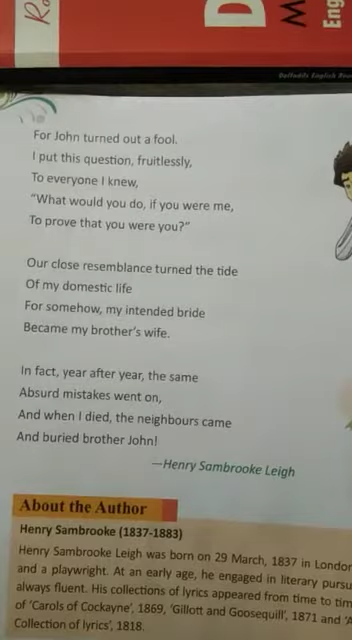 Ro
D
M
Eng
Daffodils English Rea
For John turned out a fool.
I put this question, fruitlessly,
To everyone I knew,
“What would you do, if you were me,
To prove that you were you?”
Our close resemblance turned the tide
Of my domestic life
For somehow, my intended bride
Became my brother's wife.
In fact, year after year, the same
Absurd mistakes went on,
And when I died, the neighbours came
And buried brother John!
—Henry Sambrooke Leigh
About the Author
Henry Sambrooke (1837-1883)
Henry Sambrooke Leigh was born on 29 March, 1837 in London
and a playwright. At an early age, he engaged in literary pursu
always fluent. His collections of lyrics appeared from time to tim
of 'Carols of Cockayne', 1869, 'Gillott and Goosequill', 1871 and 'A
Collection of lyrics', 1818.